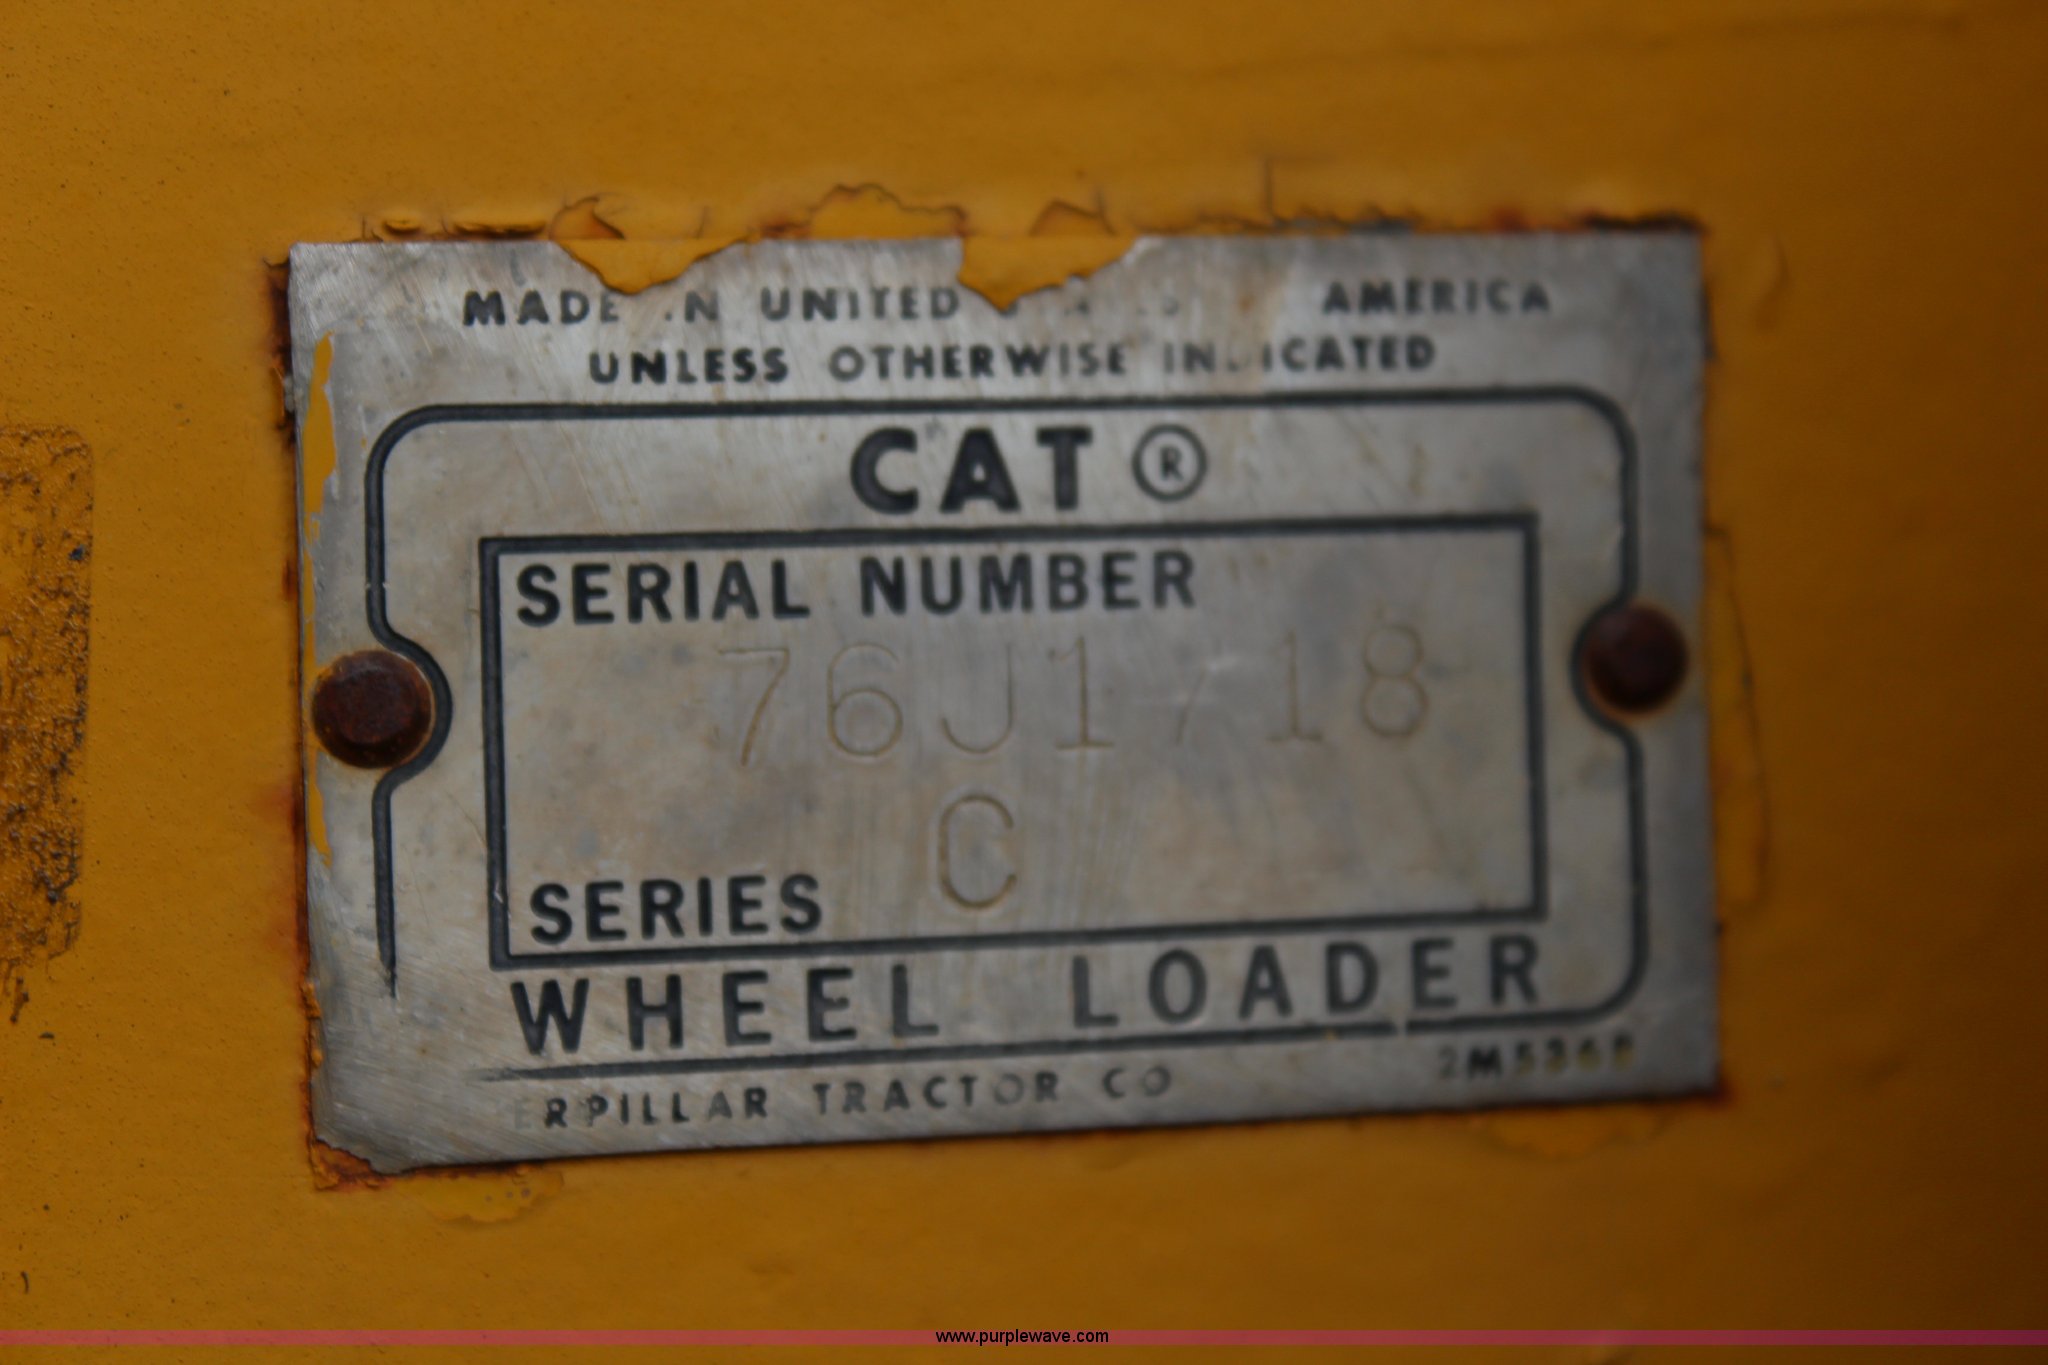 MADE IN UNITED AMERICA
UNLESS OTHERWISE INDICATED
CAT ®
SERIAL NUMBER
76J1718
C
SERIES
WHEEL LOADER
ERPILLAR TRACTOR CO
www.purplewave.com